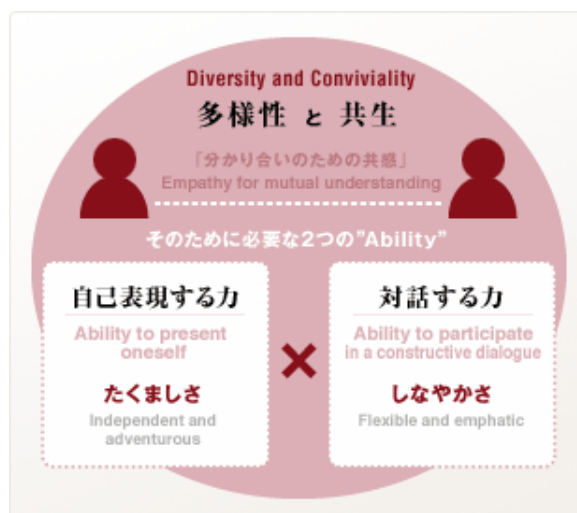 Diversity and Conviviality
多様性 と 共生
「分かり合いのための共感」
Empathy for mutual understanding
そのために必要な2つの"Ability"
自己表現する力
Ability to present
oneself
たくましさ
Independent and
adventurous
×
対話する力
Ability to participate
in a constructive dialogue
しなやかさ
Flexible and emphatic